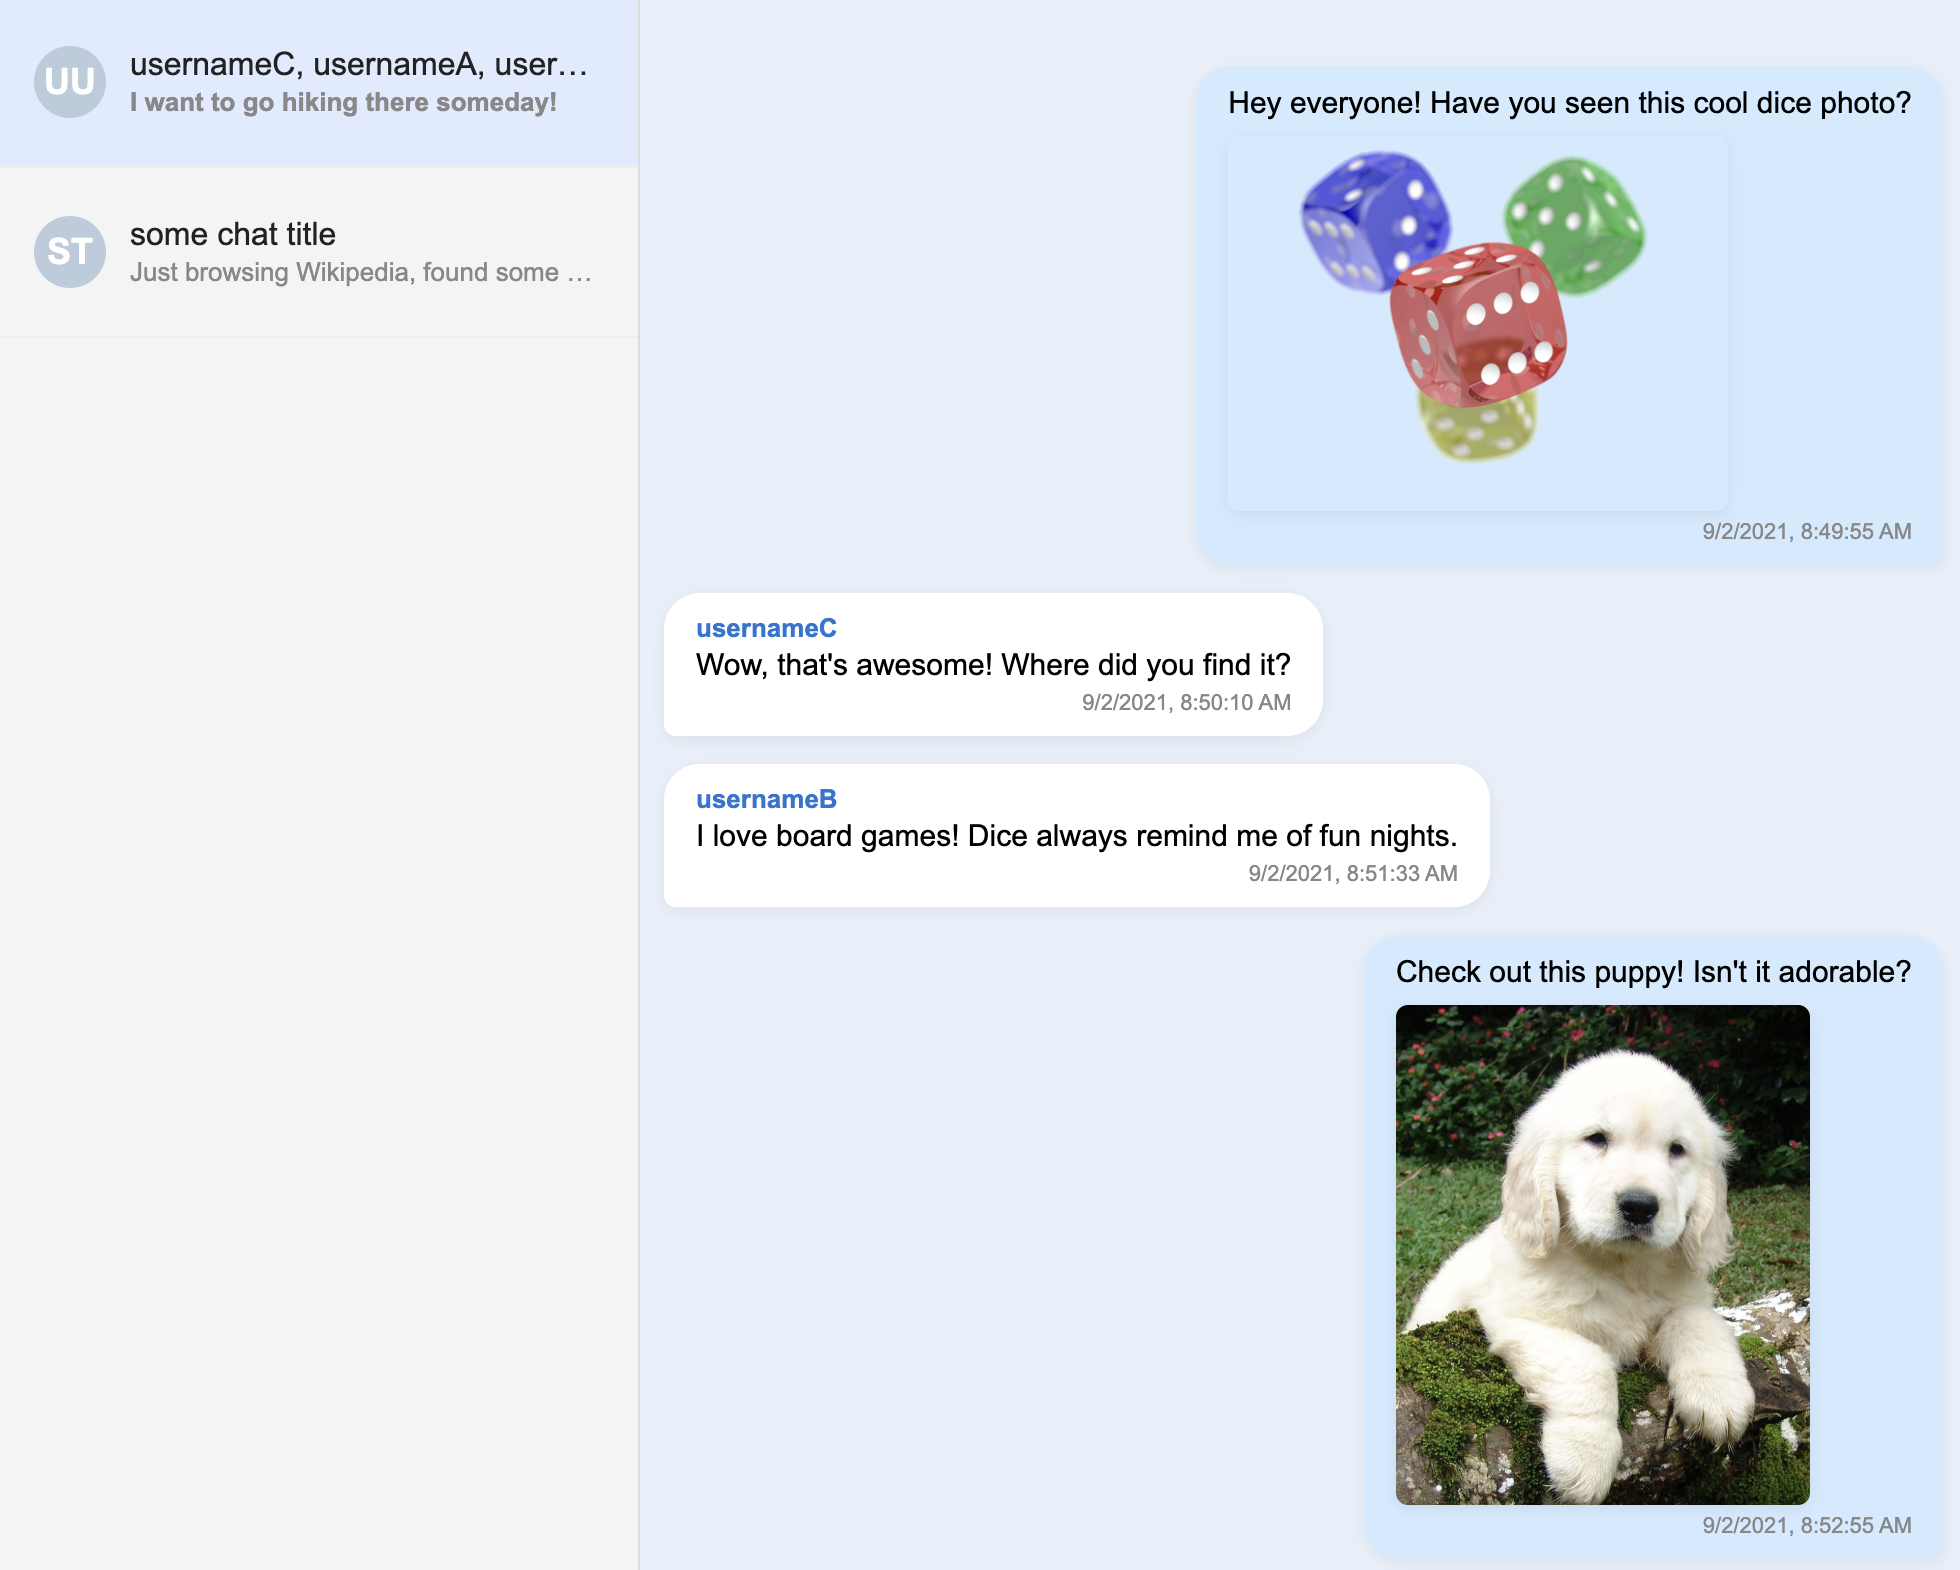 UU
usernameC, usernameA, user…
I want to go hiking there someday!
ST
some chat title
Just browsing Wikipedia, found some …
Hey everyone! Have you seen this cool dice photo?
9/2/2021, 8:49:55 AM
usernameC
Wow, that's awesome! Where did you find it?
9/2/2021, 8:50:10 AM
usernameB
I love board games! Dice always remind me of fun nights.
9/2/2021, 8:51:33 AM
Check out this puppy! Isn't it adorable?
9/2/2021, 8:52:55 AM